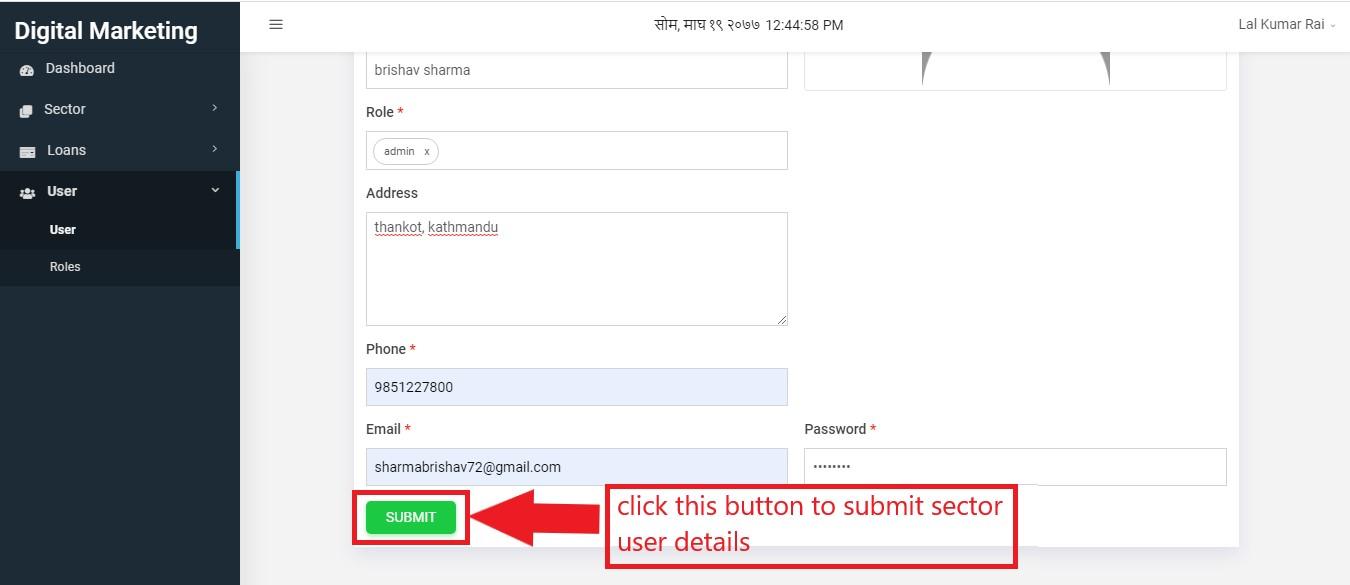 Digital Marketing
सोम, माघ १९ २०७७ 12:44:58 PM
Lal Kumar Rai
Dashboard
Sector
Loans
User
User
Roles
brishav sharma
Role *
admin x
Address
thankot, kathmandu
Phone *
9851227800
Email *
Password *
sharmabrishav72@gmail.com
••••••••
SUBMIT
click this button to submit sector
user details